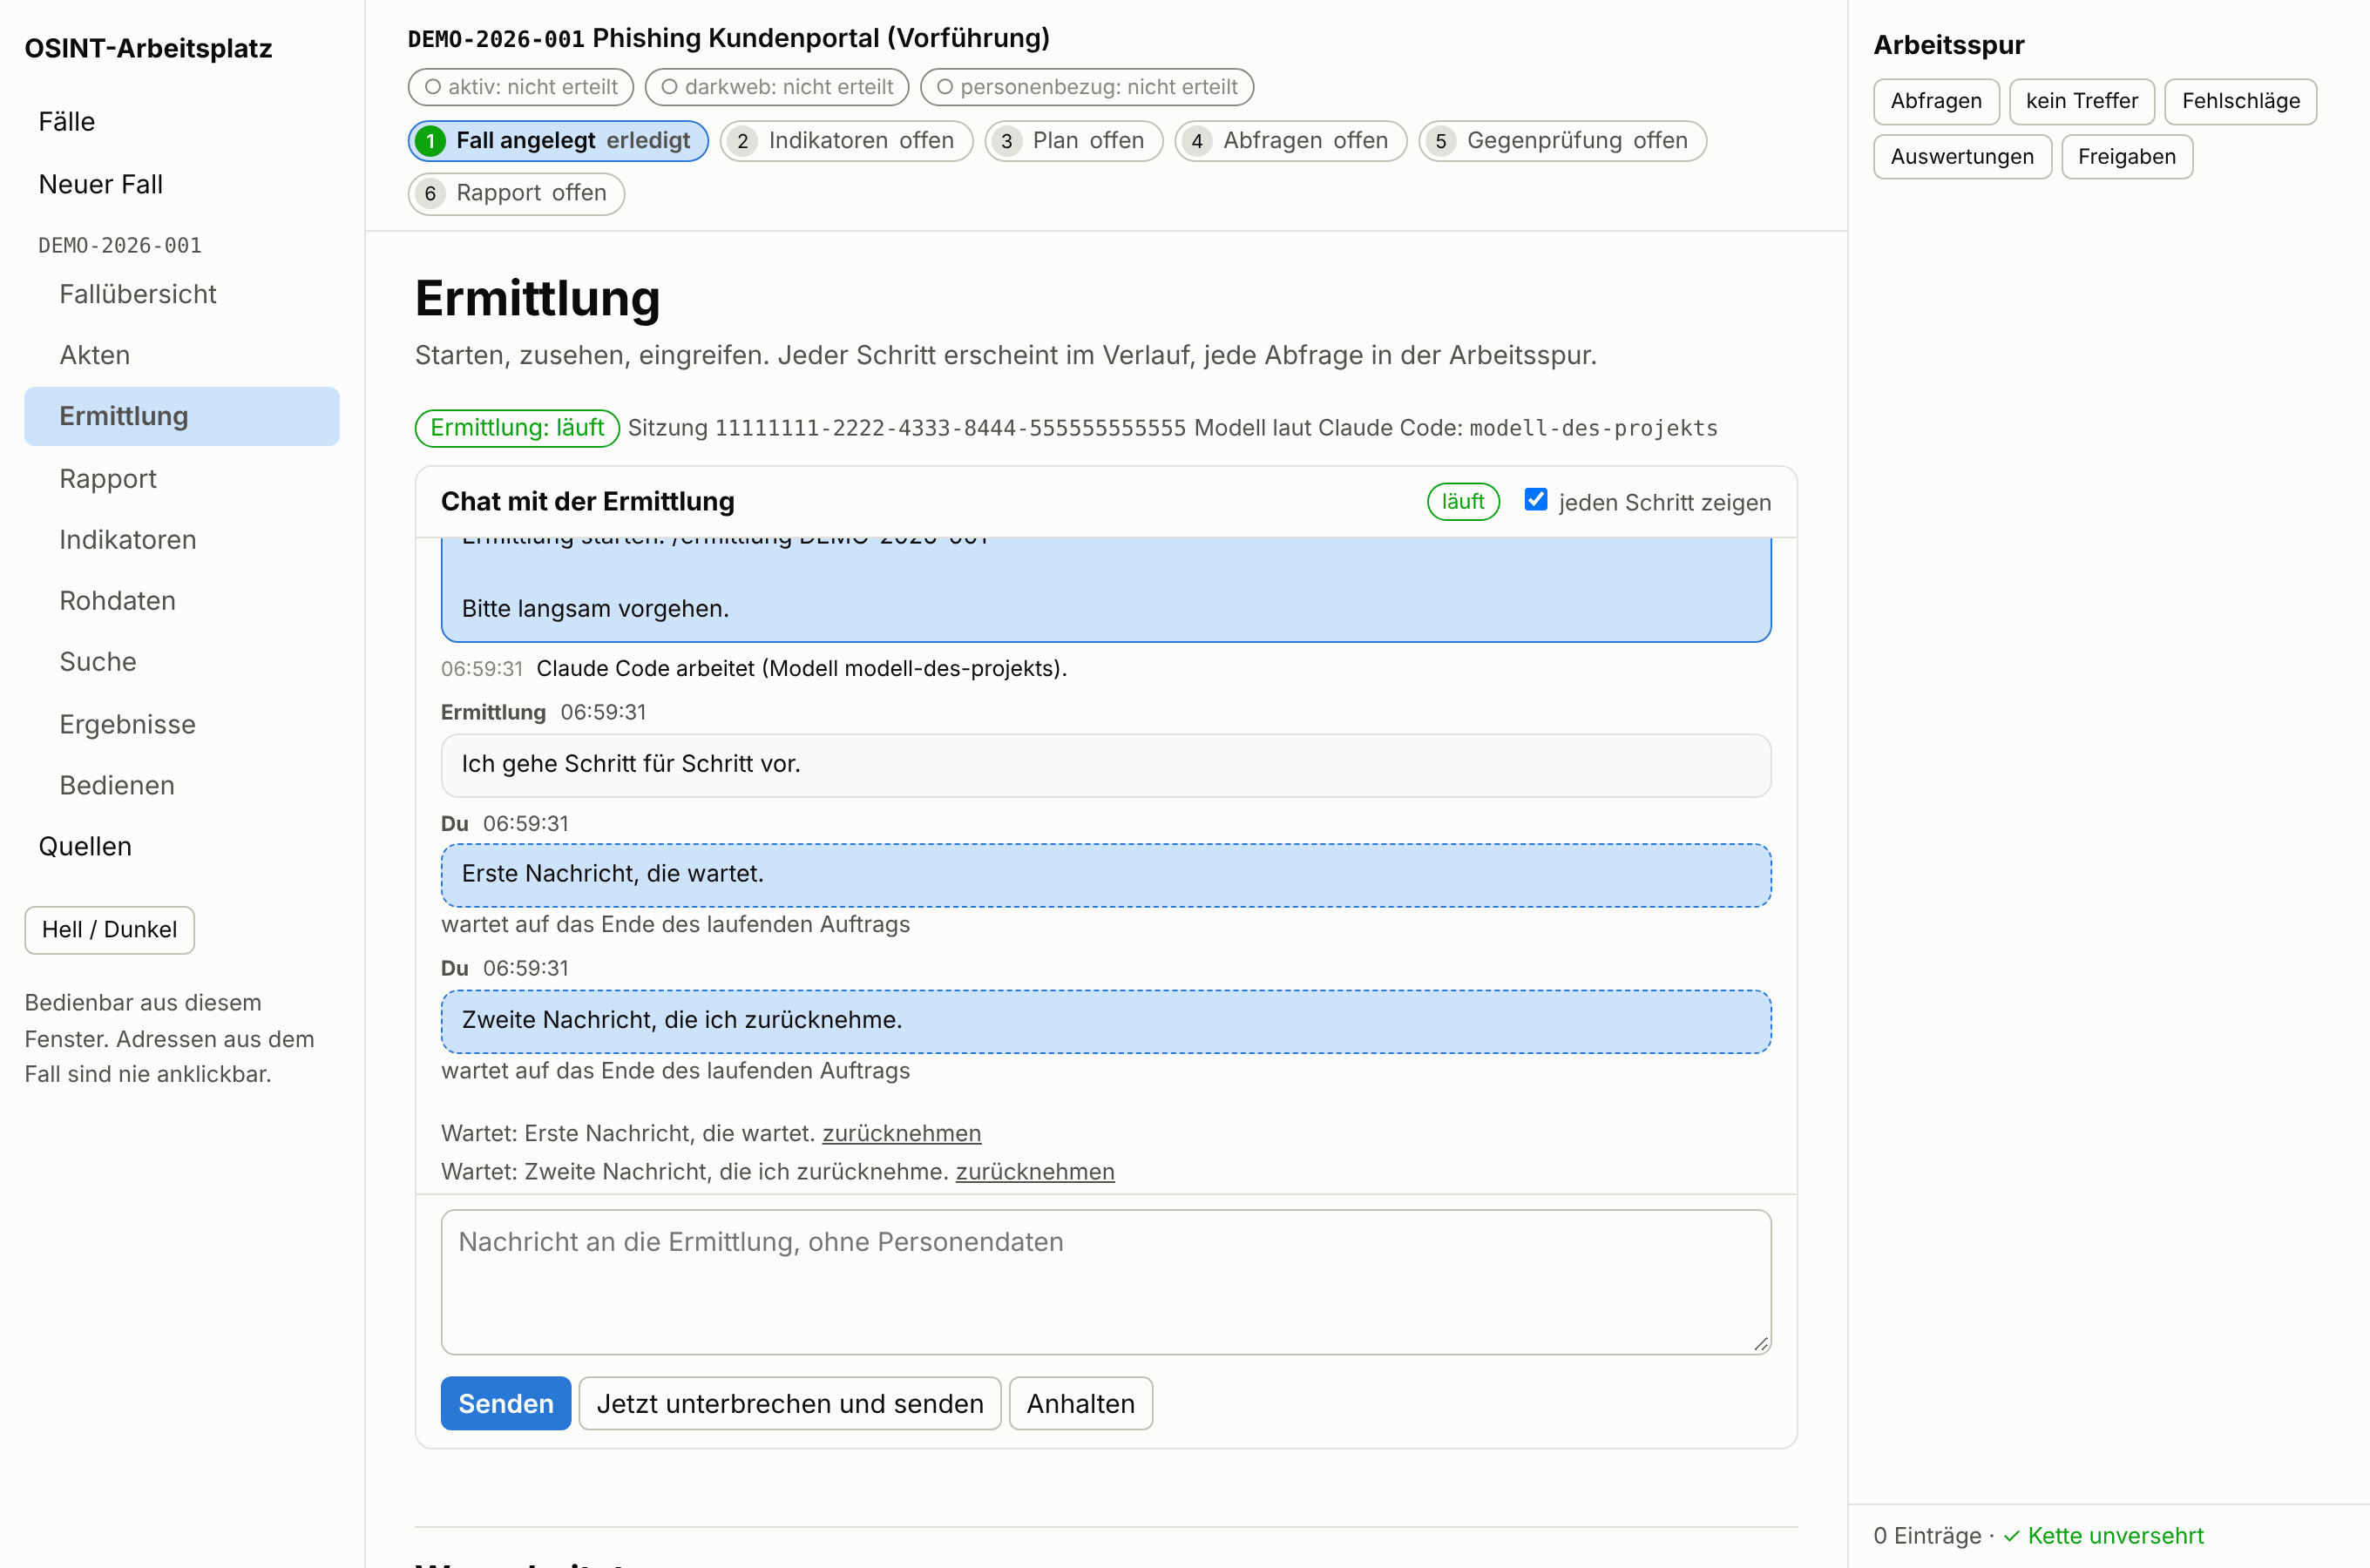 OSINT-Arbeitsplatz
Fälle
Neuer Fall
DEMO-2026-001
Fallübersicht
Akten
Ermittlung
Rapport
Indikatoren
Rohdaten
Suche
Ergebnisse
Bedienen
Quellen
Hell / Dunkel
Bedienbar aus diesem
Fenster. Adressen aus dem
Fall sind nie anklickbar.
DEMO-2026-001 Phishing Kundenportal (Vorführung)
aktiv: nicht erteilt darkweb: nicht erteilt personenbezug: nicht erteilt
1 Fall angelegt erledigt 2 Indikatoren offen 3 Plan offen 4 Abfragen offen 5 Gegenprüfung offen
6 Rapport offen
Ermittlung
Starten, zusehen, eingreifen. Jeder Schritt erscheint im Verlauf, jede Abfrage in der Arbeitsspur.
Ermittlung: läuft Sitzung 11111111-2222-4333-8444-555555555555 Modell laut Claude Code: modell-des-projekts
Chat mit der Ermittlung läuft jeden Schritt zeigen
Ermittlung starten: /ermittlung DEMO-2026-001
Bitte langsam vorgehen.
06:59:31 Claude Code arbeitet (Modell modell-des-projekts).
Ermittlung 06:59:31
Ich gehe Schritt für Schritt vor.
Du 06:59:31
Erste Nachricht, die wartet.
wartet auf das Ende des laufenden Auftrags
Du 06:59:31
Zweite Nachricht, die ich zurücknehme.
wartet auf das Ende des laufenden Auftrags
Wartet: Erste Nachricht, die wartet. zurücknehmen
Wartet: Zweite Nachricht, die ich zurücknehme. zurücknehmen
Nachricht an die Ermittlung, ohne Personendaten
Senden Jetzt unterbrechen und senden Anhalten
Arbeitsspur
Abfragen kein Treffer Fehlschläge
Auswertungen Freigaben
0 Einträge · ✓ Kette unversehrt